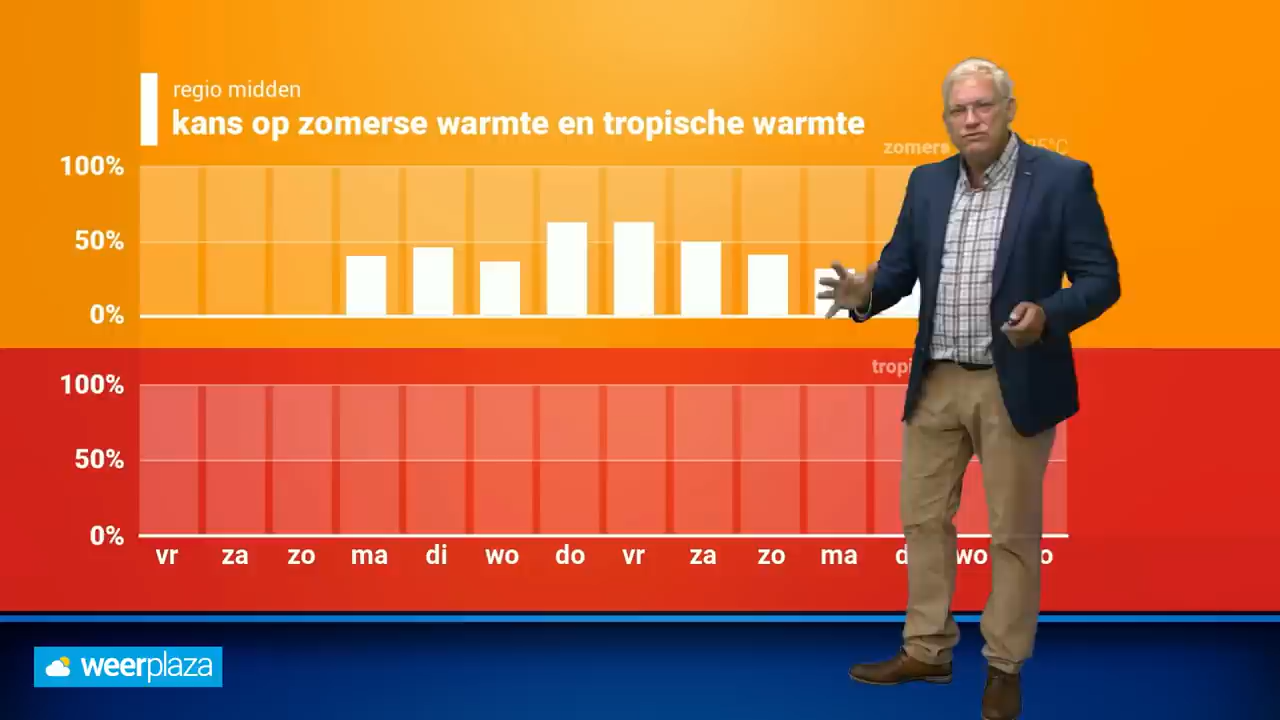 regio midden
kans op zomerse warmte en tropische warmte
100%
50%
0%
100%
50%
0%
vr za zo ma di wo do vr za zo ma wo
weerplaza